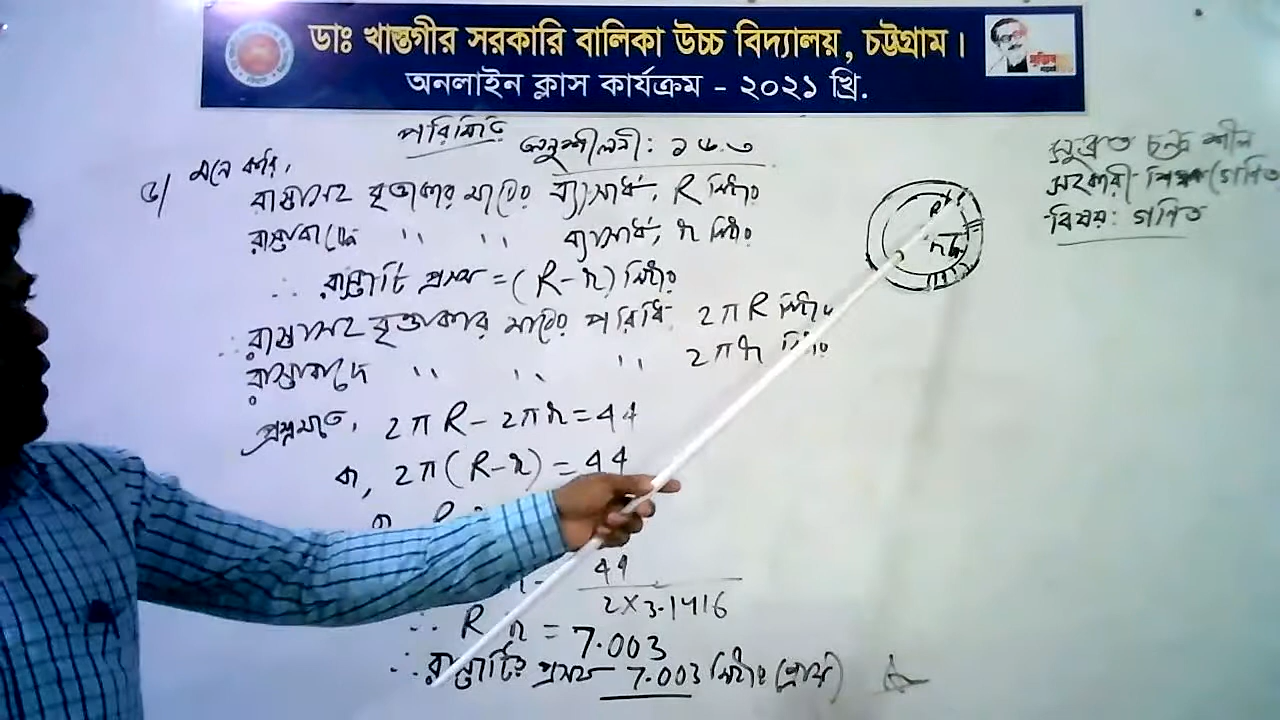 ডাঃ খাস্তগীর সরকারি বালিকা উচ্চ বিদ্যালয়, চট্টগ্রাম।
অনলাইন ক্লাস কার্যক্রম - ২০২১ খ্রি.
পরিমিতি
অনুশীলনী: ১৬.৩
সুব্রত চন্দ্র শীল
সহকারী শিক্ষক (গণিত)
বিষয়: গণিত
৬/ মনে করি,
রাস্তাসহ বৃত্তাকার মাঠের ব্যাসার্ধ, R মিটার
রাস্তাবাদে " " ব্যাসার্ধ, r মিটার
∴ রাস্তাটি প্রসস্থ = (R-r) মিটার
∴ রাস্তাসহ বৃত্তাকার মাঠের পরিধি 2πR মিটার
রাস্তাবাদে " " " 2πr মিটার
প্রশ্নমতে, 2πR - 2πr = 44
বা, 2π(R-r) = 44
44
2×3.1416
∴ R r = 7.003
∴ রাস্তাটির প্রসস্থ 7.003 মিটার (প্রায়)
R
r